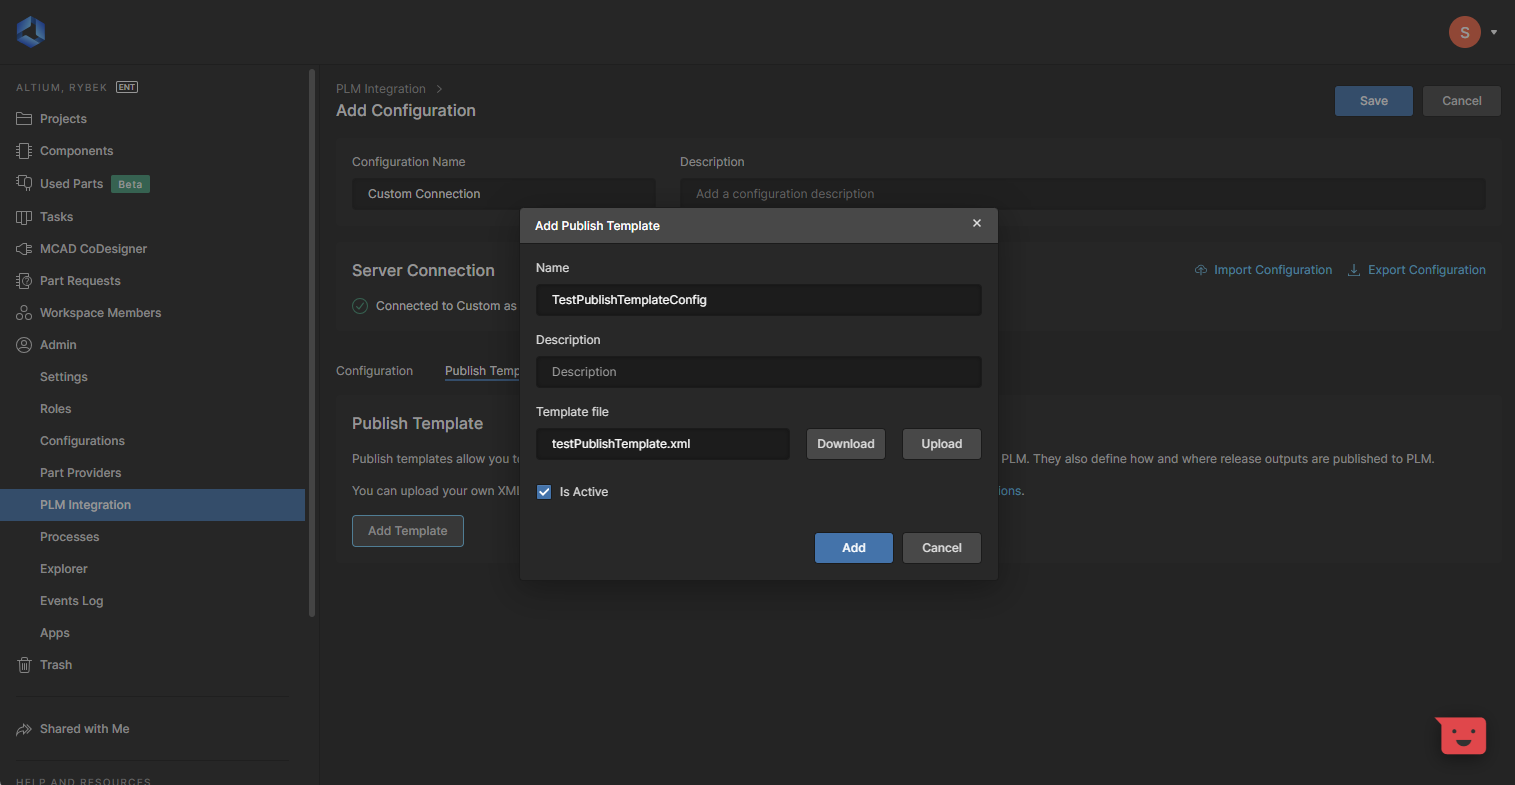 S
ALTIUM, RYBEK ENT
Projects
Components
Used Parts Beta
Tasks
MCAD CoDesigner
Part Requests
Workspace Members
Admin
Settings
Roles
Configurations
Part Providers
PLM Integration
Processes
Explorer
Events Log
Apps
Trash
Shared with Me
HELP AND RESOURCES
PLM Integration >
Add Configuration
Save
Cancel
Configuration Name
Description
Custom Connection
Add a configuration description
Server Connection
Import Configuration
Export Configuration
Connected to Custom as
Configuration
Publish Temp
Publish Template
Publish templates allow you t
PLM. They also define how and where release outputs are published to PLM.
You can upload your own XM
ions.
Add Template
Add Publish Template
Name
TestPublishTemplateConfig
Description
Description
Template file
testPublishTemplate.xml
Download
Upload
Is Active
Add
Cancel